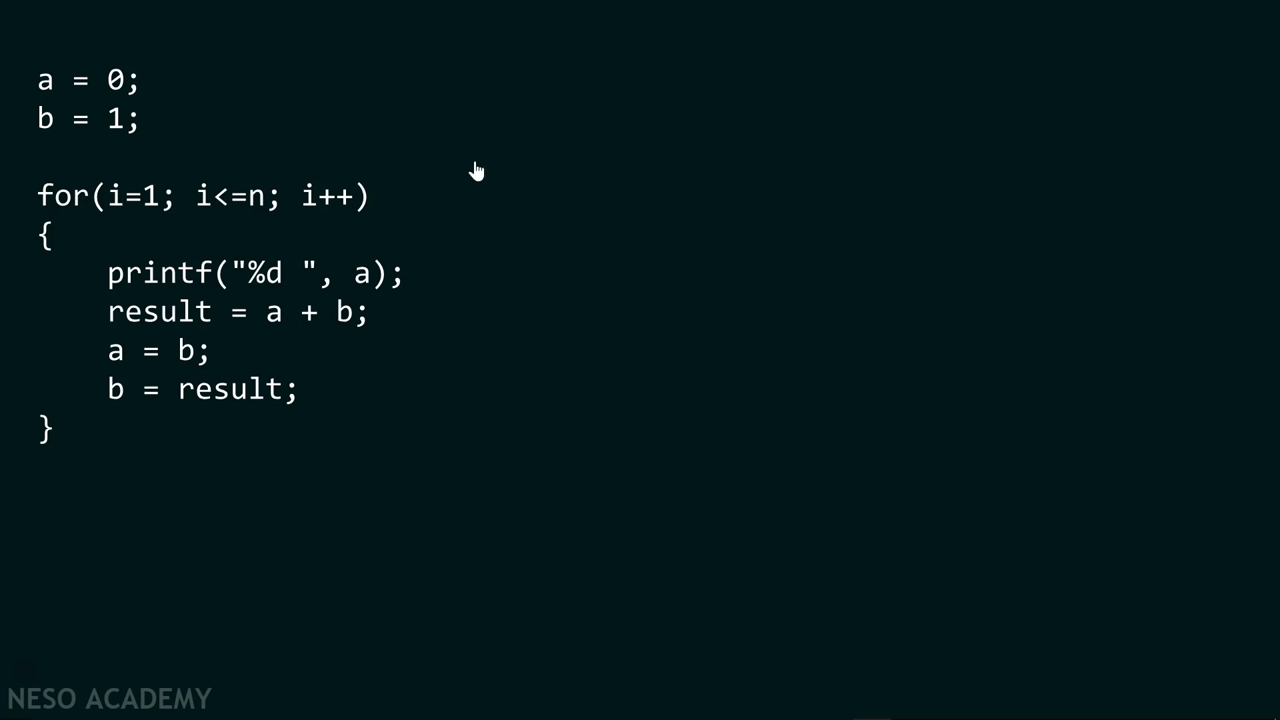 a = 0;
b = 1;
for(i=1; i<=n; i++)
{
printf("%d ", a);
result = a + b;
a = b;
b = result;
}
NESO ACADEMY